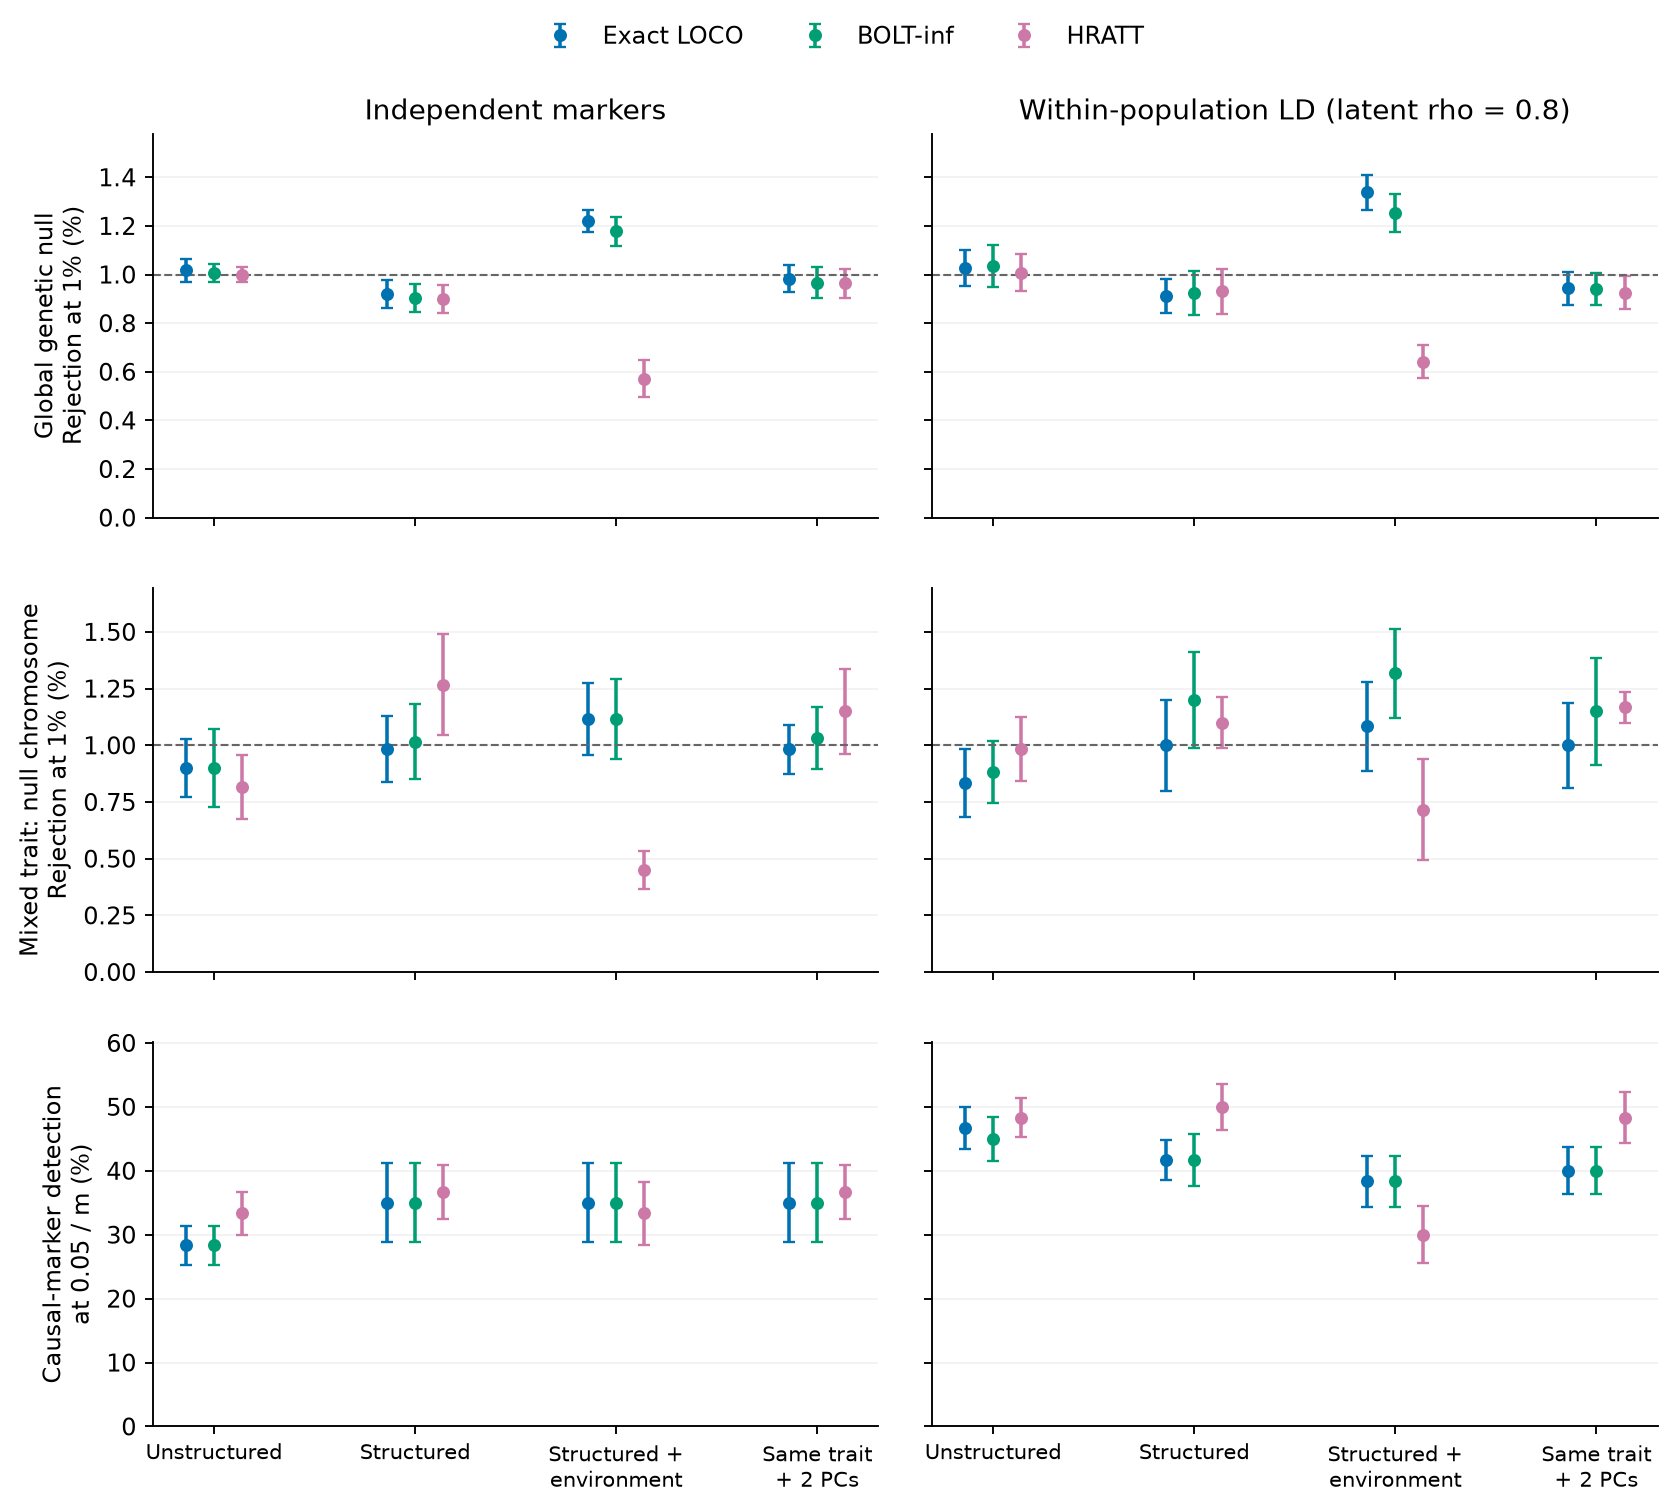 Exact LOCO
BOLT-inf
HRATT
Independent markers
Within-population LD (latent rho = 0.8)
Global genetic null
Rejection at 1% (%)
1.4
1.2
1.0
0.8
0.6
0.4
0.2
0.0
Mixed trait: null chromosome
Rejection at 1% (%)
1.50
1.25
1.00
0.75
0.50
0.25
0.00
Causal-marker detection
at 0.05 / m (%)
60
50
40
30
20
10
0
Unstructured
Structured
Structured +
environment
Same trait
+ 2 PCs
Unstructured
Structured
Structured +
environment
Same trait
+ 2 PCs